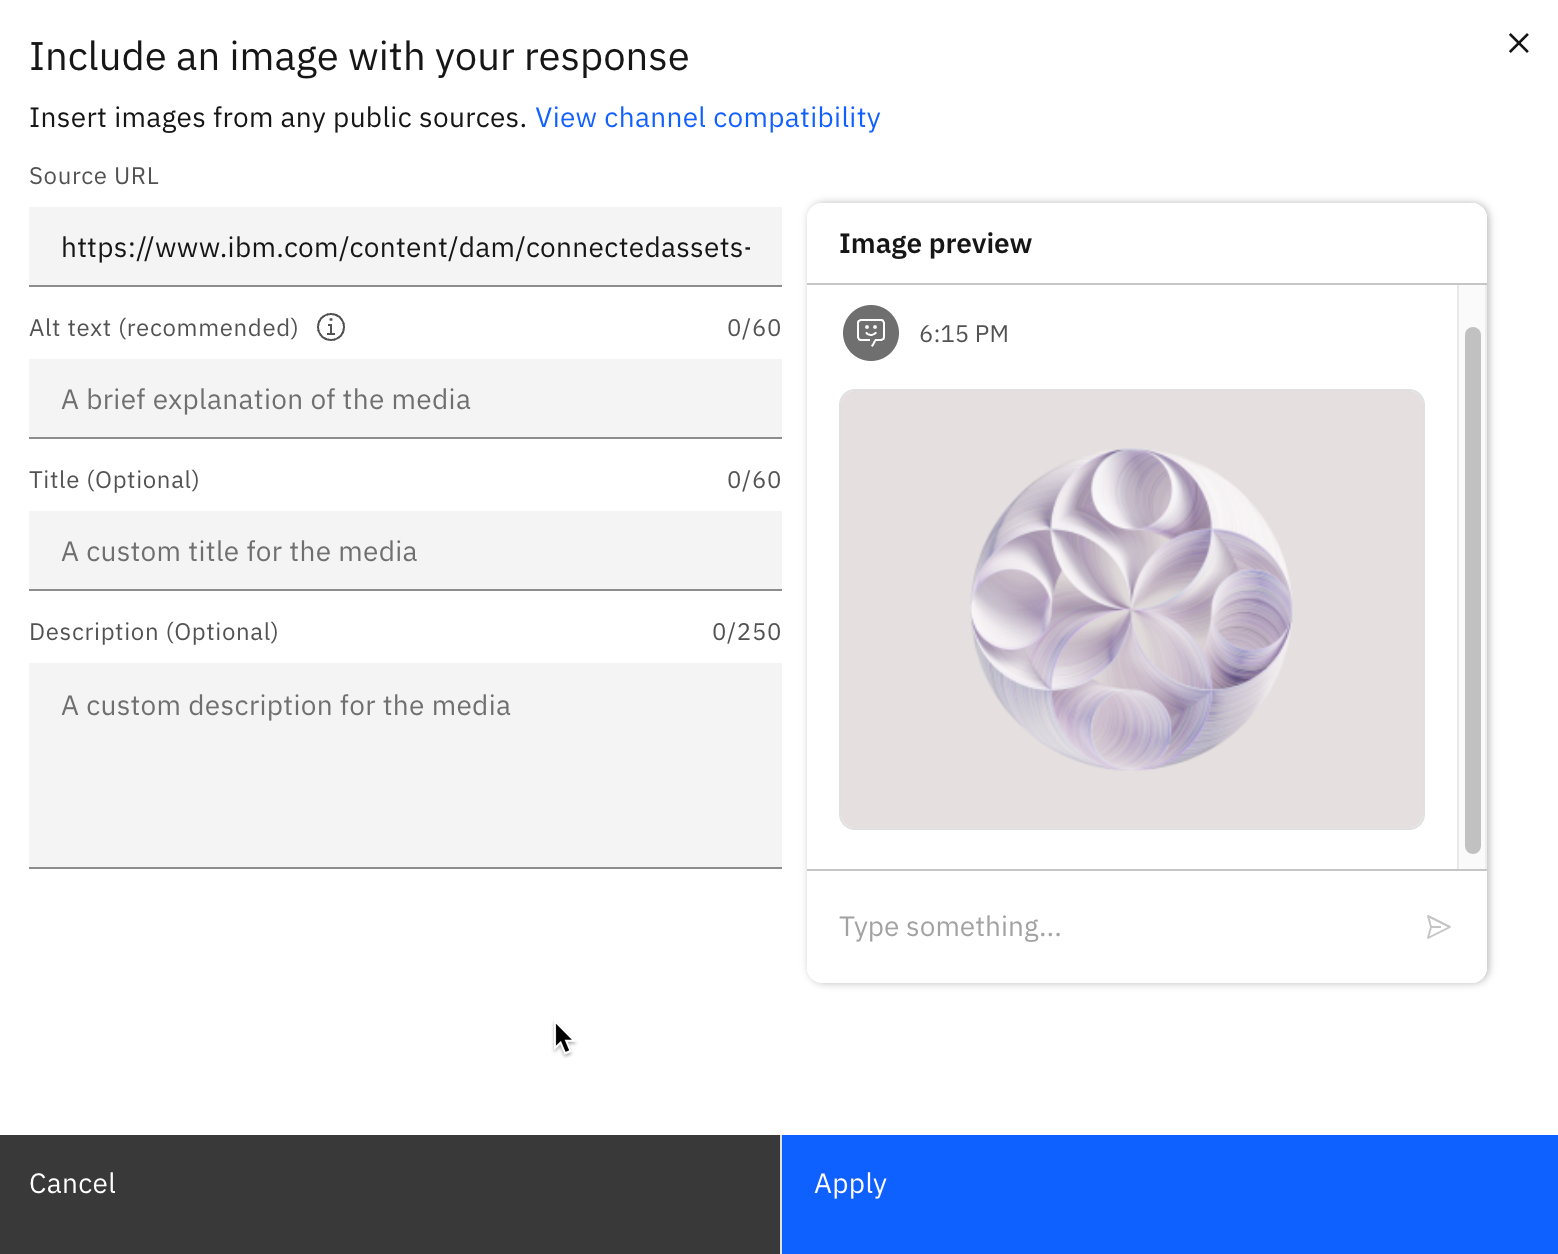 Include an image with your response
Insert images from any public sources. View channel compatibility
Source URL
https://www.ibm.com/content/dam/connectedassets-
Alt text (recommended)
0/60
A brief explanation of the media
Title (Optional)
0/60
A custom title for the media
Description (Optional)
0/250
A custom description for the media
Image preview
6:15 PM
Type something...
Cancel
Apply